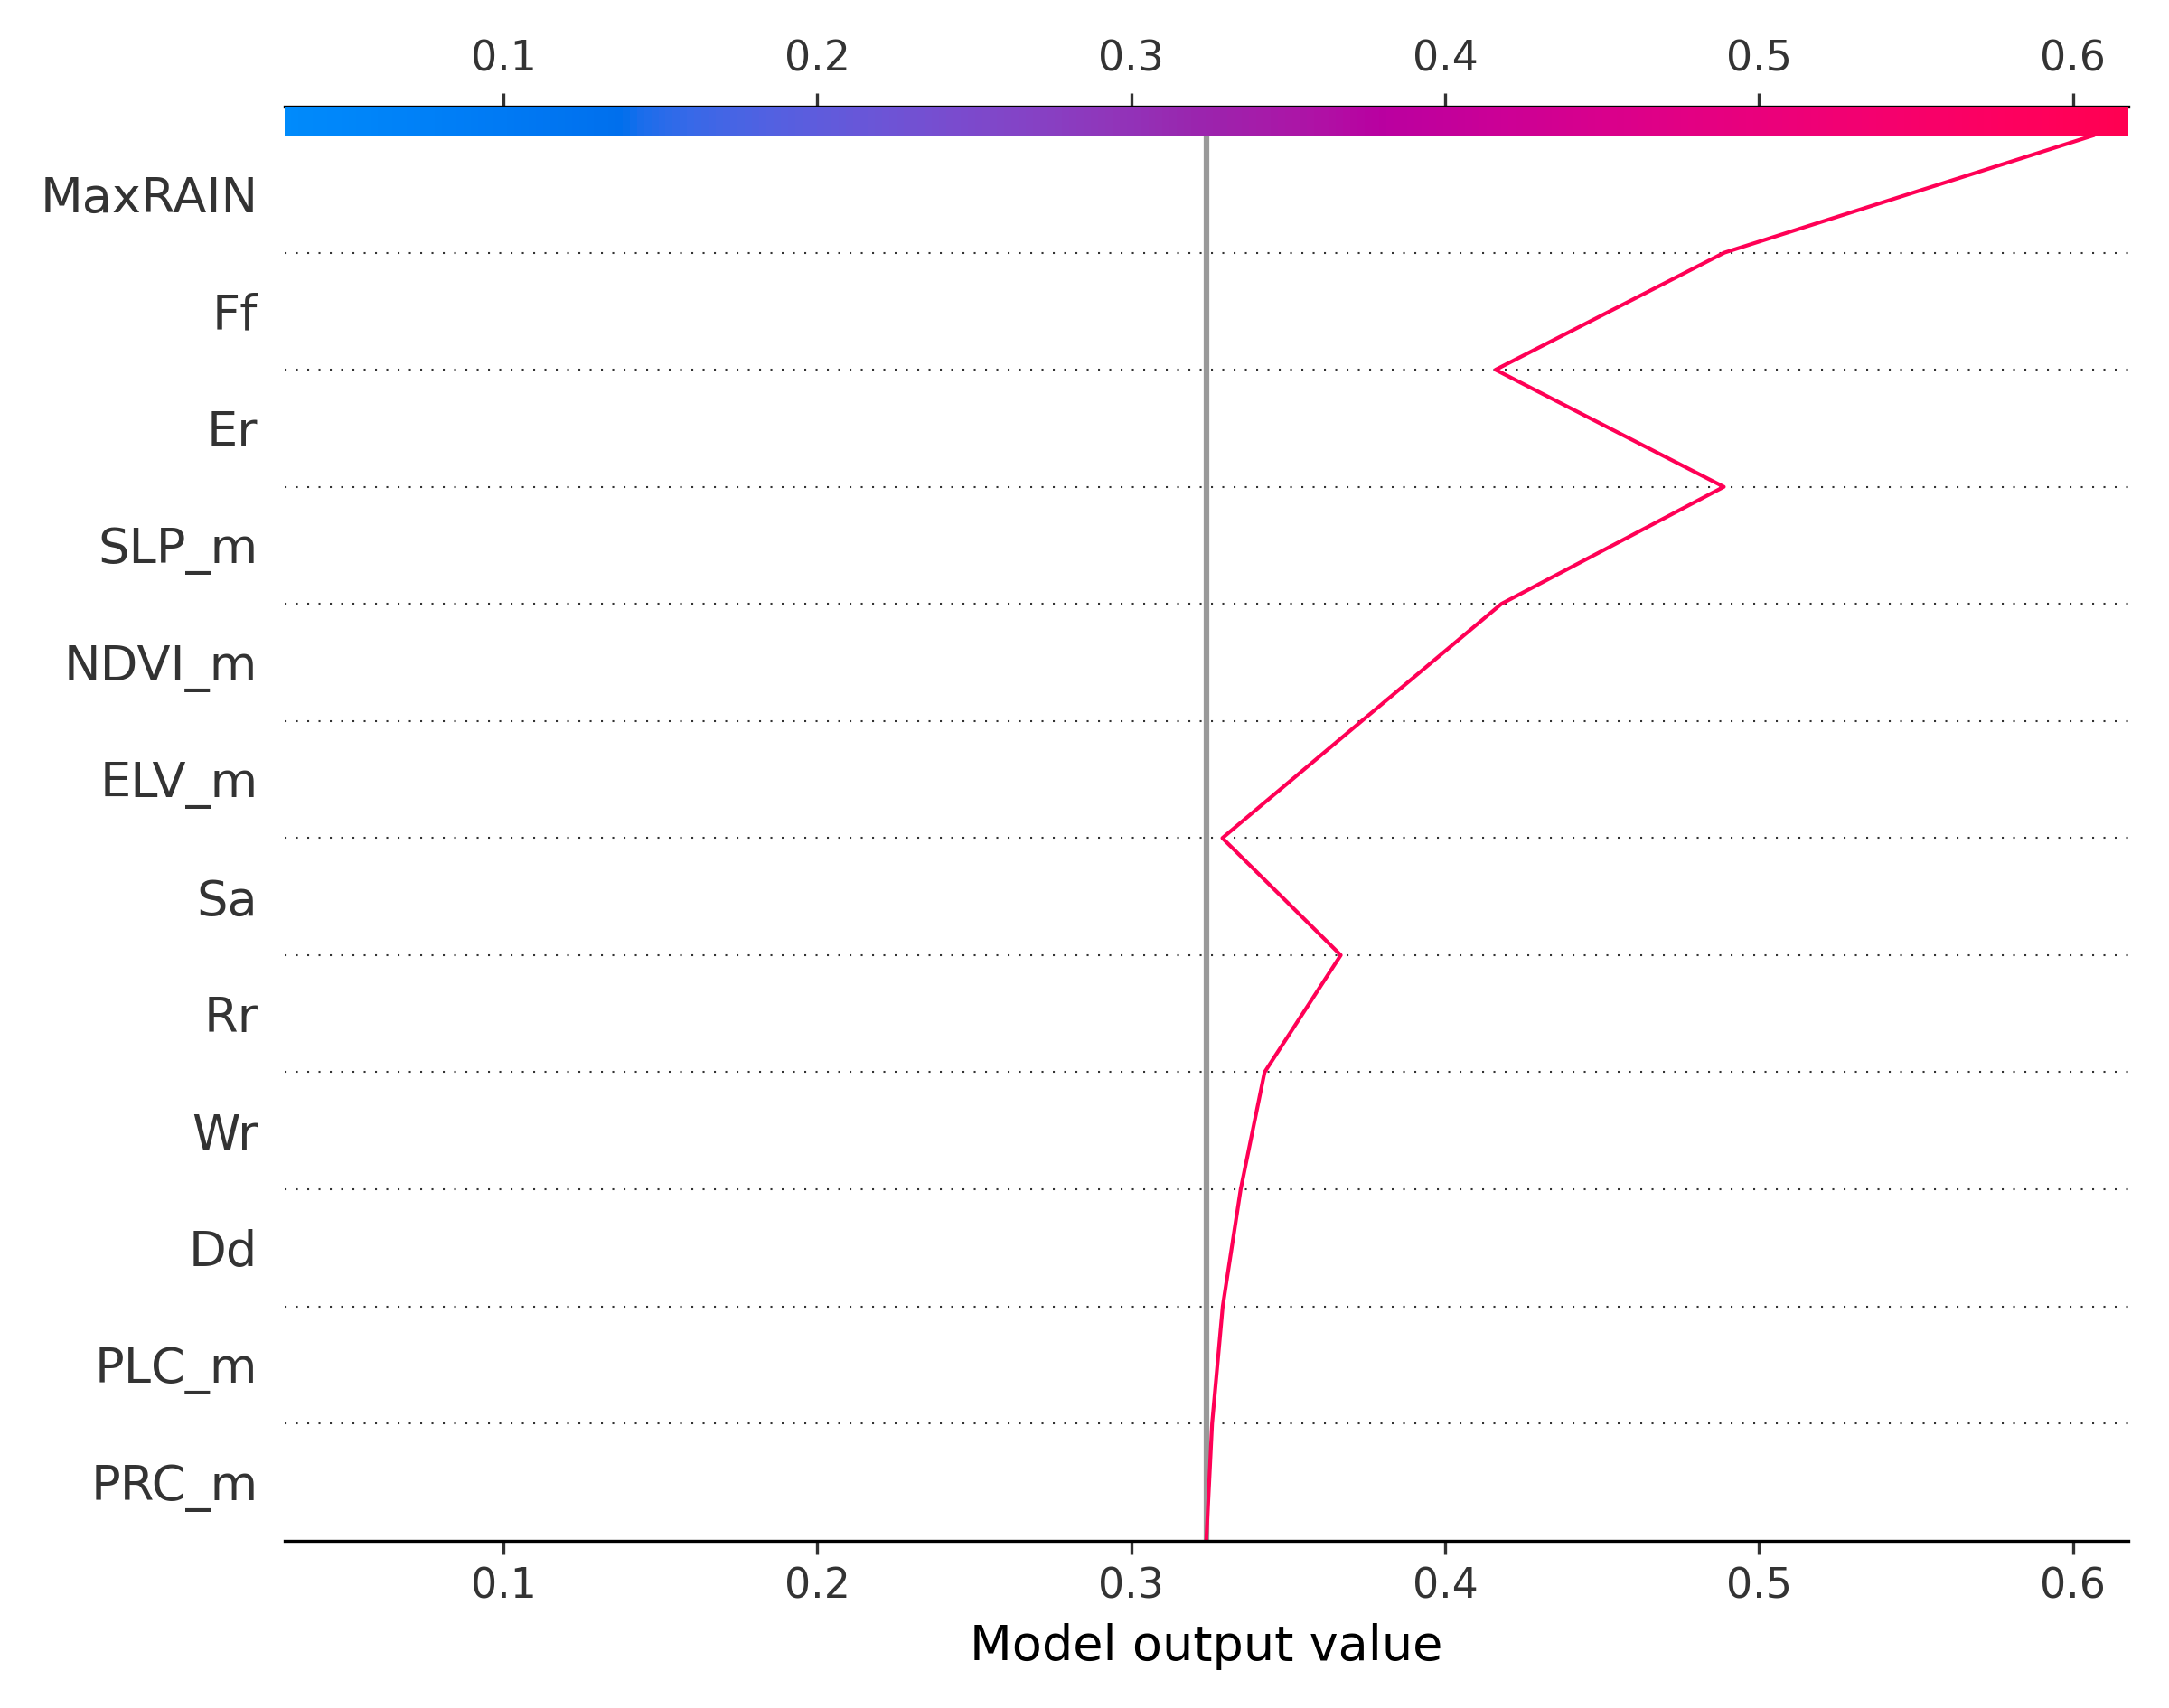 0.1 0.2 0.3 0.4 0.5 0.6
MaxRAIN
Ff
Er
SLP_m
NDVI_m
ELV_m
Sa
Rr
Wr
Dd
PLC_m
PRC_m
0.1 0.2 0.3 0.4 0.5 0.6
Model output value